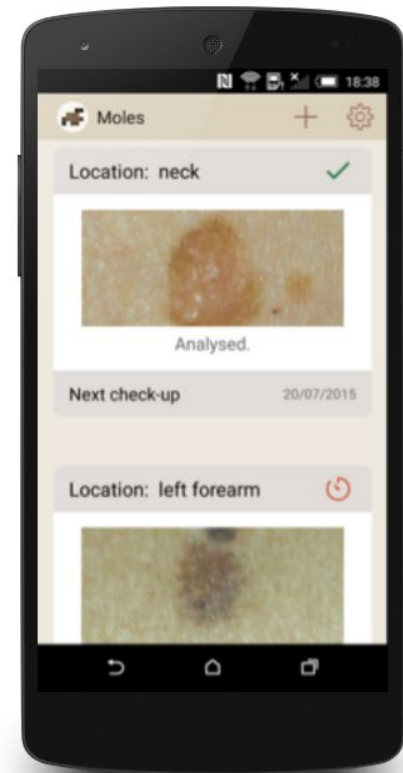 18:38
Moles
Location: neck
Analysed.
Next check-up 20/07/2015
Location: left forearm